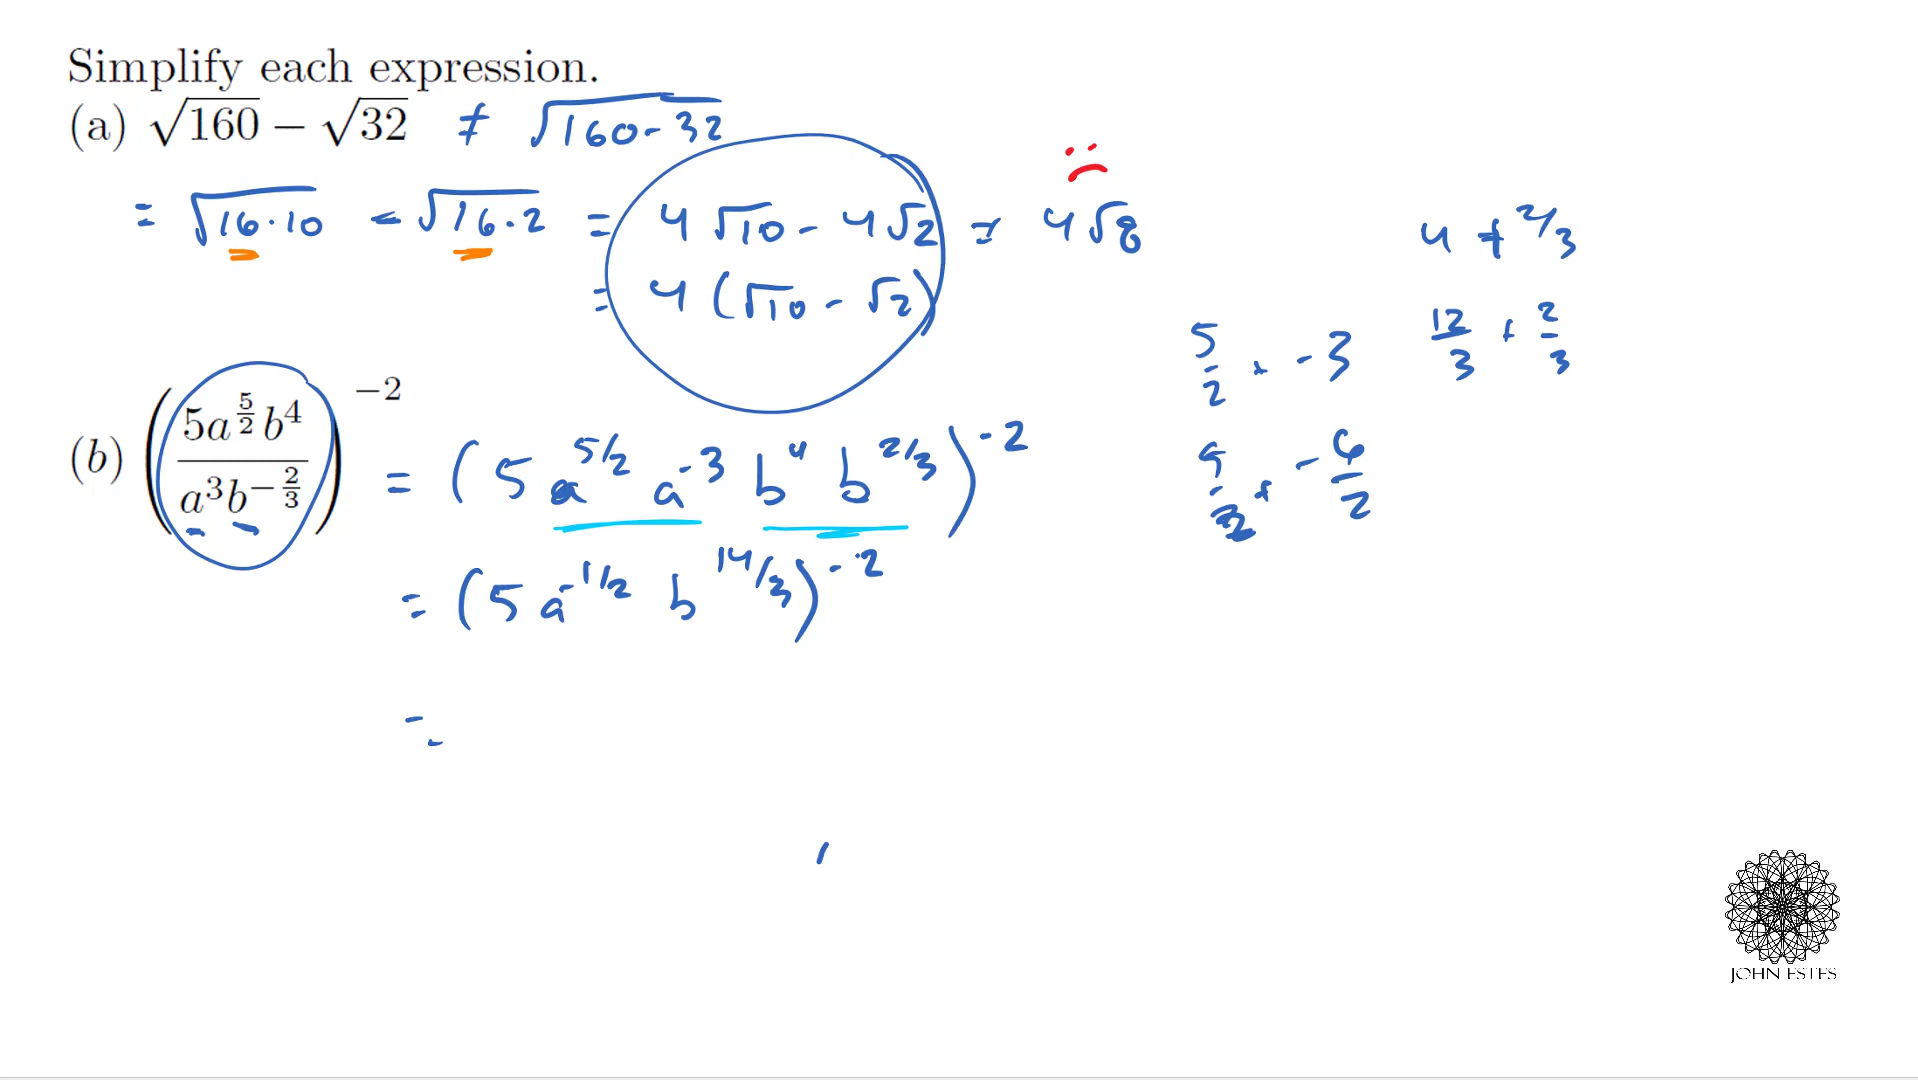 Simplify each expression.
(a) √160 − √32 ≠ √160-32
= √16·10 - √16·2 = 4√10 - 4√2 ≠ 4√8
= 4(√10 - √2)
4 + 2/3
12/3 + 2/3
5/2 + -3
5/2 + -6/2
(b) (5a^{5/2}b^4 / a^3b^{-2/3})^{-2} = (5 a^{5/2} a^{-3} b^4 b^{2/3})^{-2}
= (5 a^{-1/2} b^{14/3})^{-2}
=
JOHN ESTES